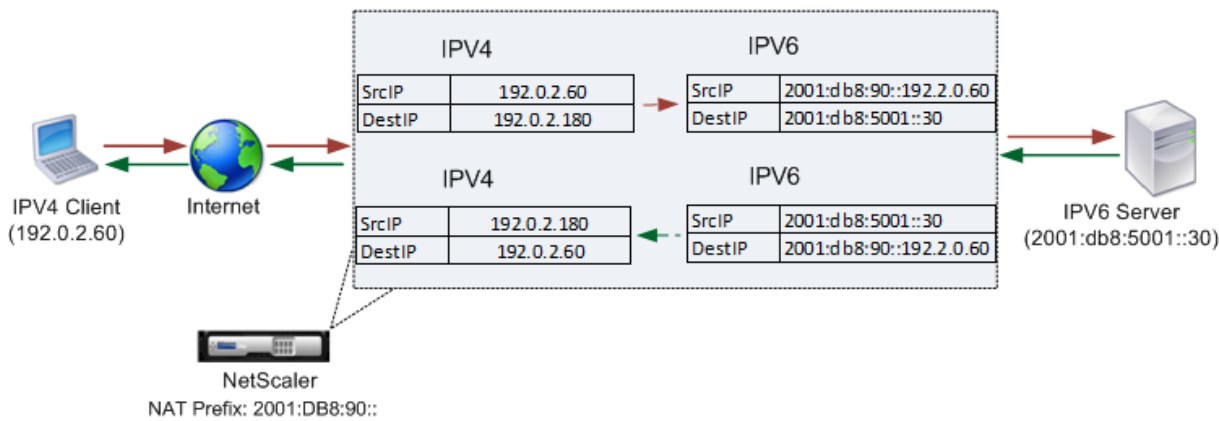 IPV4
IPV6
SrcIP 192.0.2.60
DestIP 192.0.2.180
SrcIP 2001:db8:90::192.2.0.60
DestIP 2001:db8:5001::30
IPV4
IPV6
SrcIP 192.0.2.180
DestIP 192.0.2.60
SrcIP 2001:db8:5001::30
DestIP 2001:db8:90::192.2.0.60
IPV4 Client
(192.0.2.60)
Internet
IPV6 Server
(2001:db8:5001::30)
NetScaler
NAT Prefix: 2001:DB8:90::